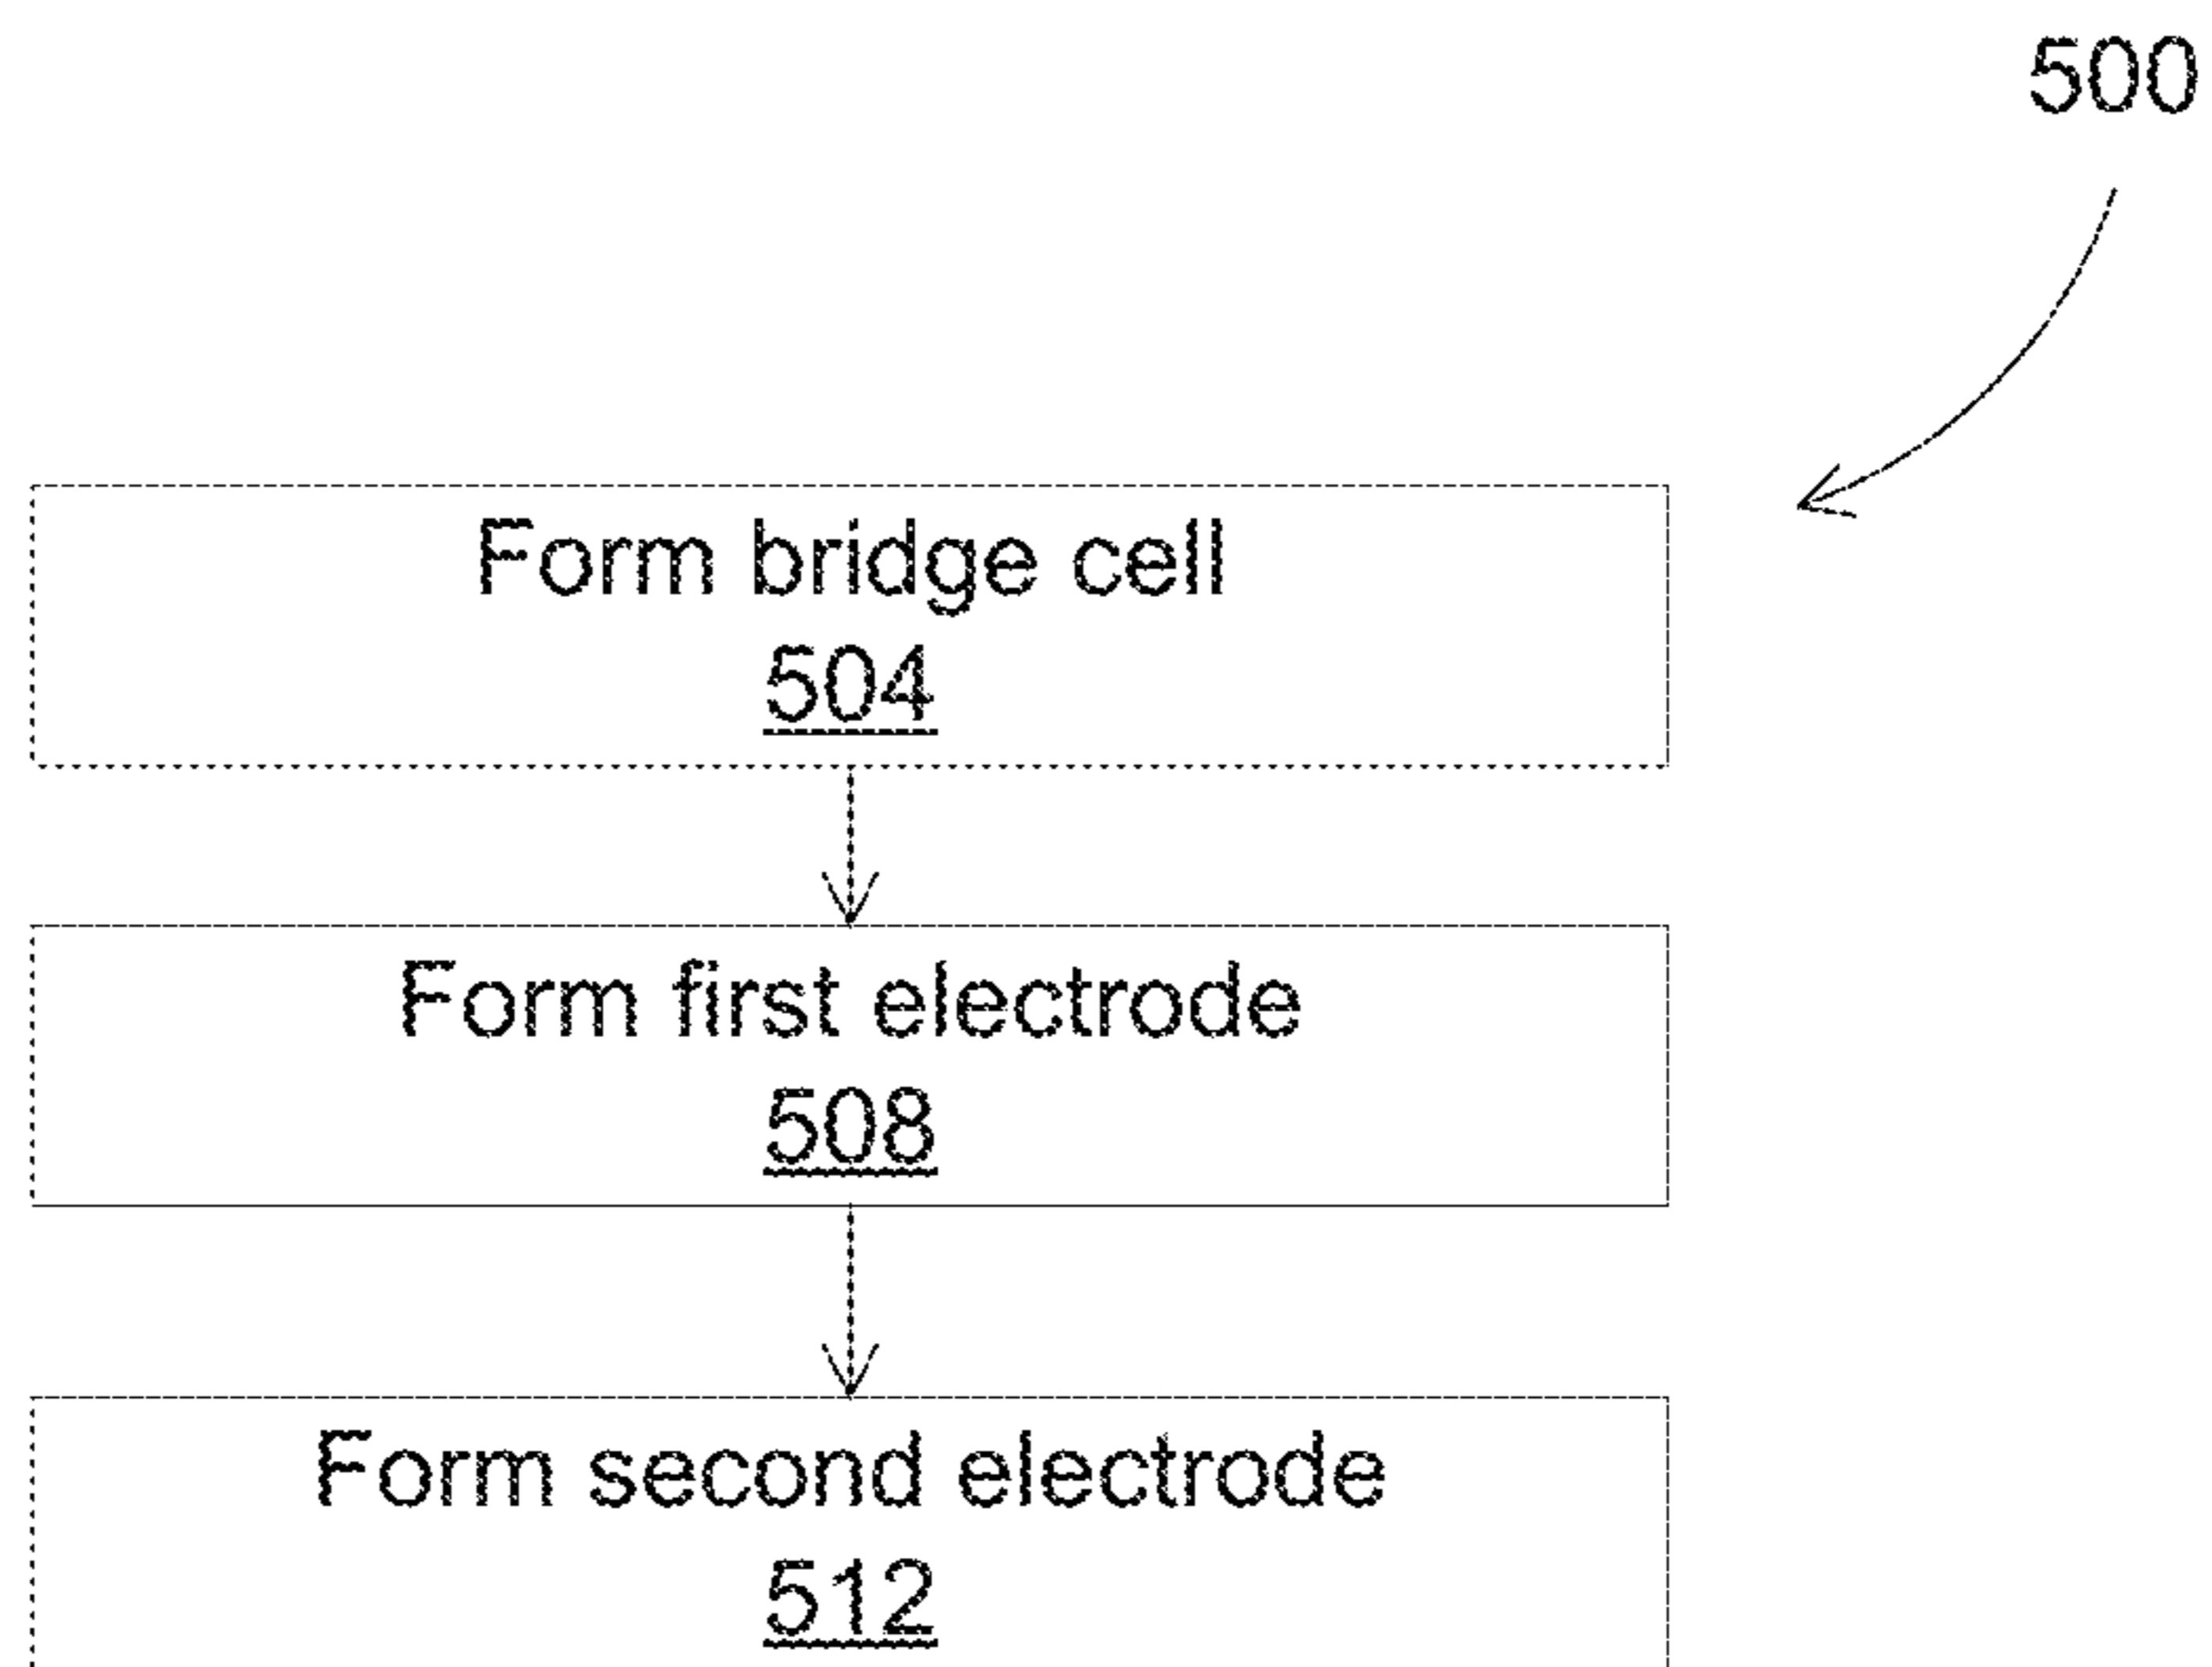 500
Form bridge cell
504
Form first electrode
508
Form second electrode
512